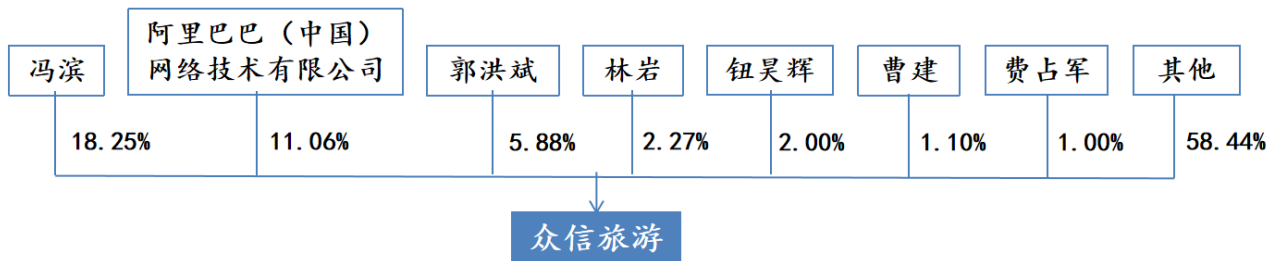 冯滨
阿里巴巴（中国）
网络技术有限公司
郭洪斌
林岩
钮昊辉
曹建
费占军
其他
18.25%
11.06%
5.88%
2.27%
2.00%
1.10%
1.00%
58.44%
众信旅游